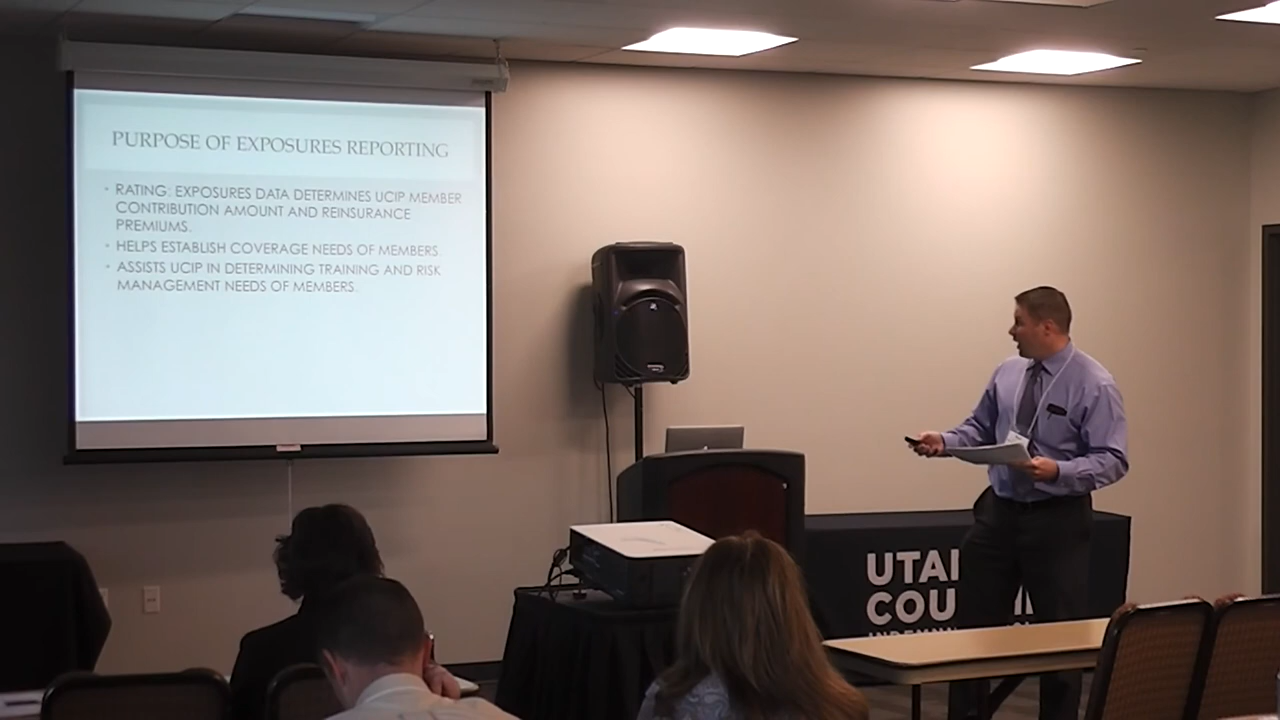 PURPOSE OF EXPOSURES REPORTING
• RATING: EXPOSURES DATA DETERMINES UCIP MEMBER
CONTRIBUTION AMOUNT AND REINSURANCE
PREMIUMS.
• HELPS ESTABLISH COVERAGE NEEDS OF MEMBERS.
• ASSISTS UCIP IN DETERMINING TRAINING AND RISK
MANAGEMENT NEEDS OF MEMBERS.
UTAH
COU